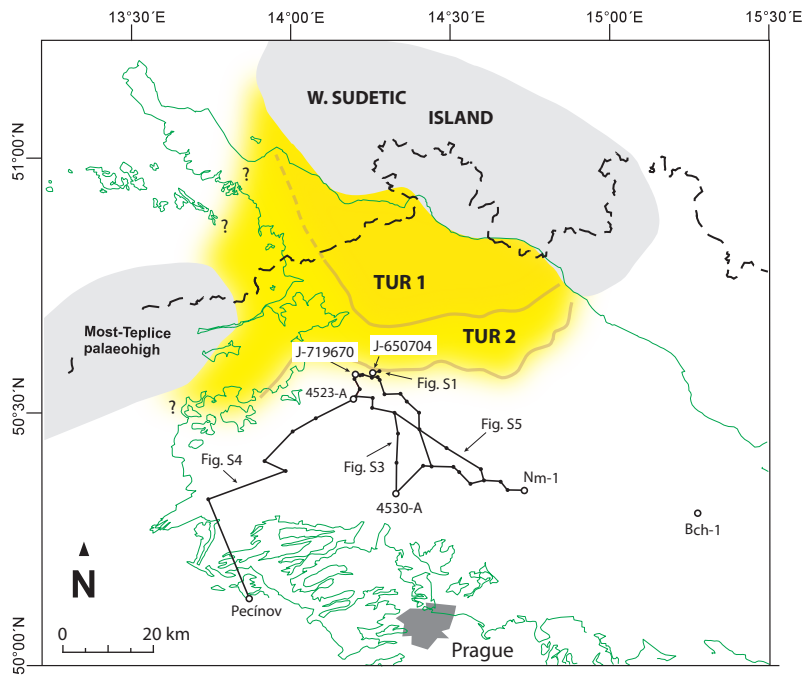 13°30´E 14°00´E 14°30´E 15°00´E 15°30´E
W. SUDETIC
ISLAND
51°00´N
?
?
TUR 1
Most-Teplice
palaeohigh
TUR 2
J-719670
J-650704
Fig. S1
4523-A
?
50°30´N
Fig. S5
Fig. S4
Fig. S3
Nm-1
4530-A
Bch-1
N
Pecínov
0 20 km
Prague
50°00´N